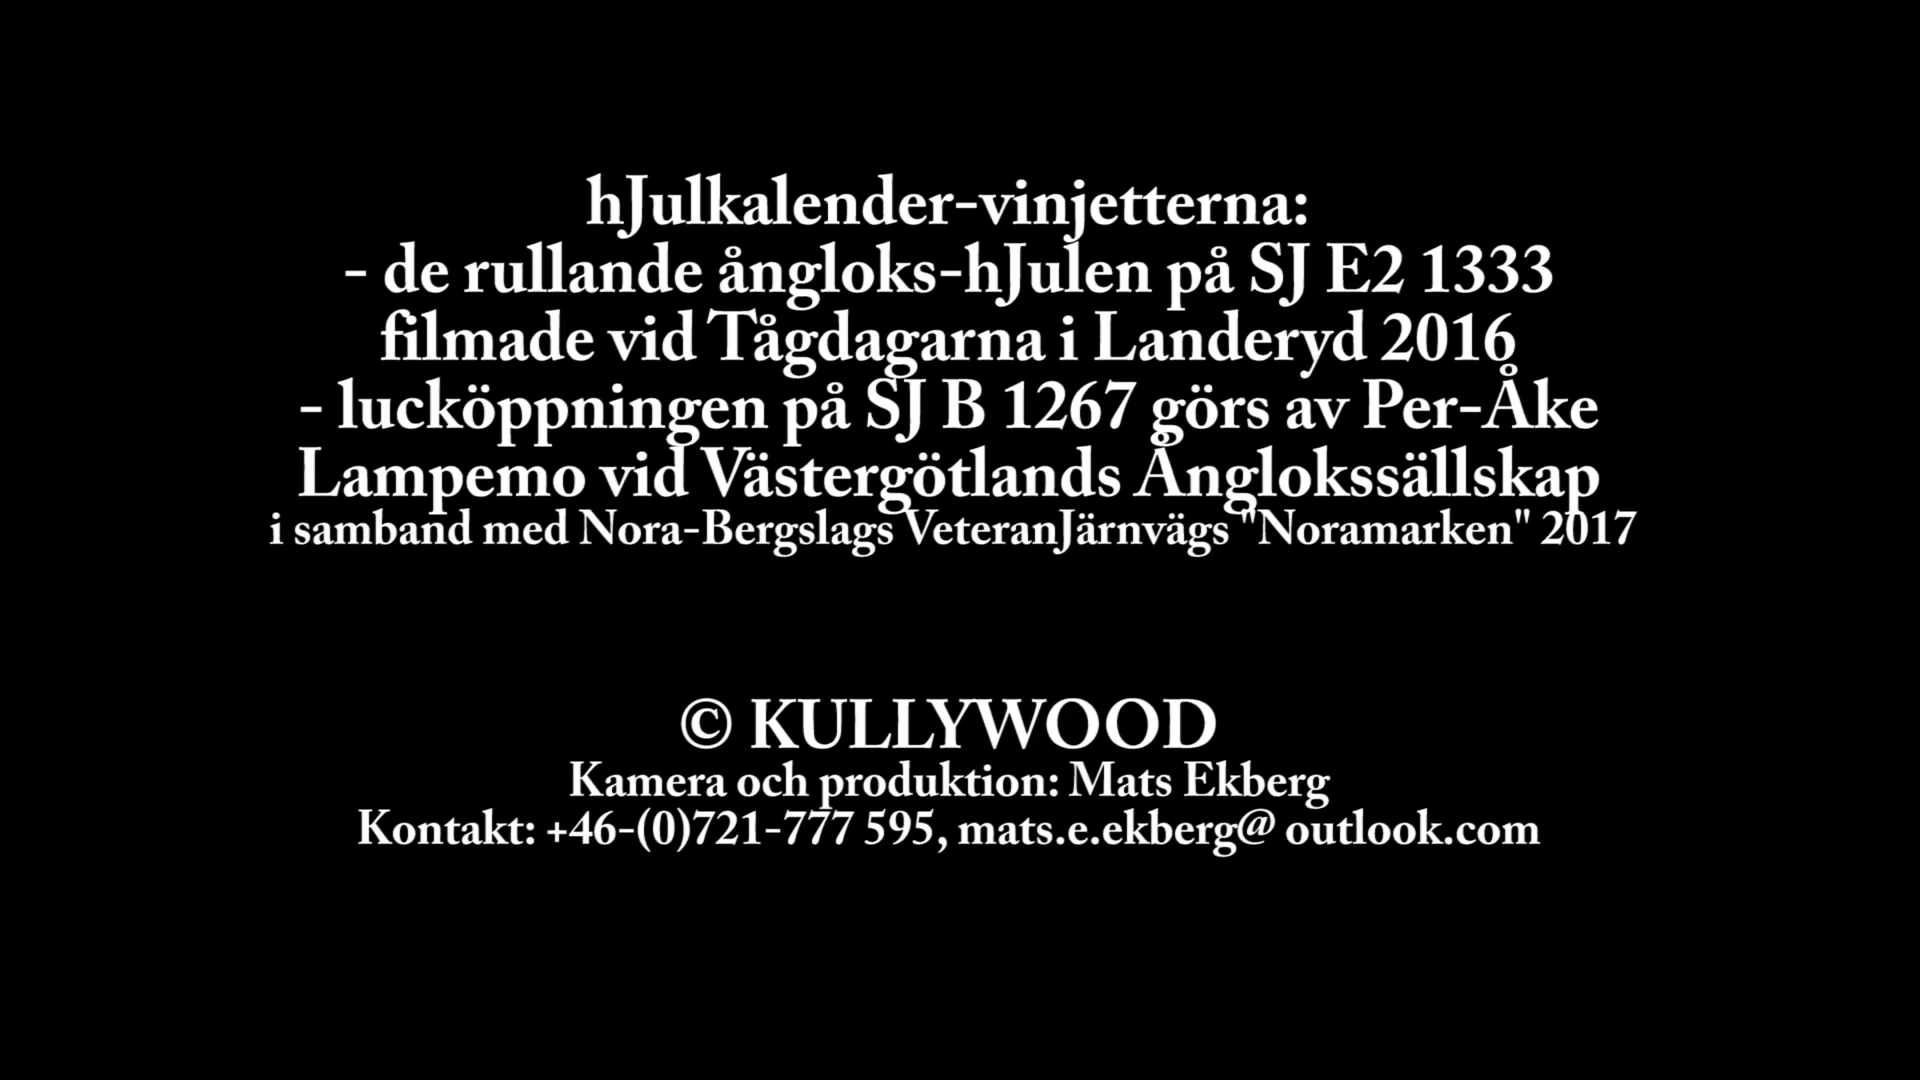 hJulkalender-vinjetterna:
- de rullande ångloks-hJulen på SJ E2 1333
filmade vid Tågdagarna i Landeryd 2016
- lucköppningen på SJ B 1267 görs av Per-Åke
Lampemo vid Västergötlands Ånglokssällskap
i samband med Nora-Bergslags VeteranJärnvägs "Noramarken" 2017
© KULLYWOOD
Kamera och produktion: Mats Ekberg
Kontakt: +46-(0)721-777 595, mats.e.ekberg@ outlook.com